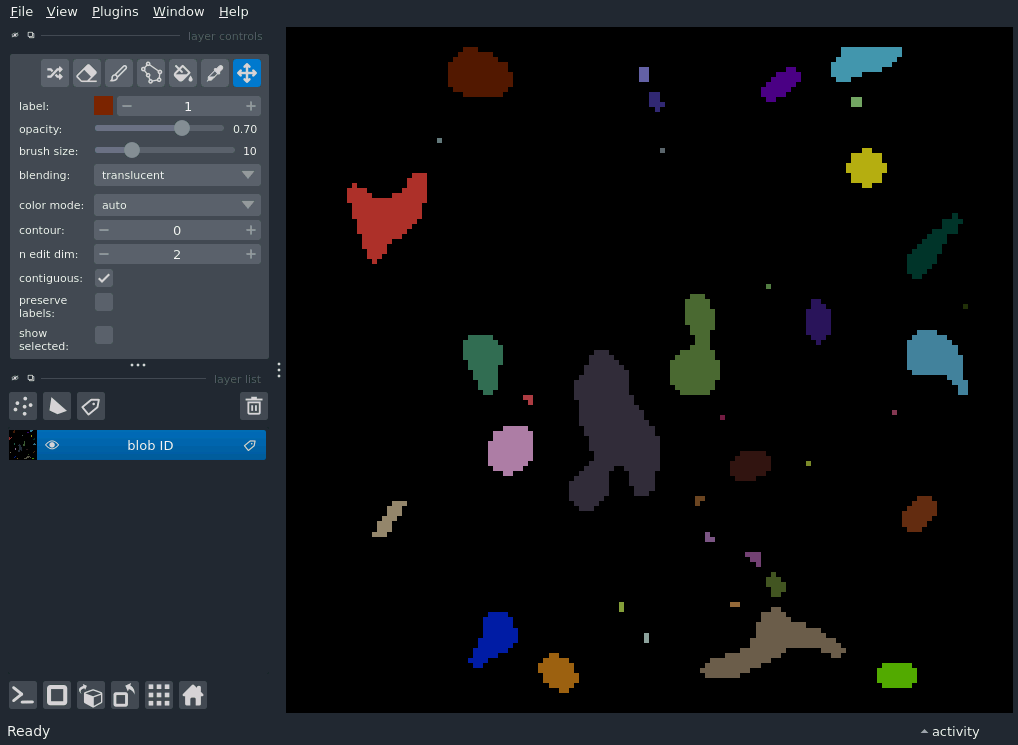 File View Plugins Window Help
layer controls
label: 1
opacity: 0.70
brush size: 10
blending: translucent
color mode: auto
contour: 0
n edit dim: 2
contiguous:
preserve
labels:
show
selected:
layer list
blob ID
Ready
activity